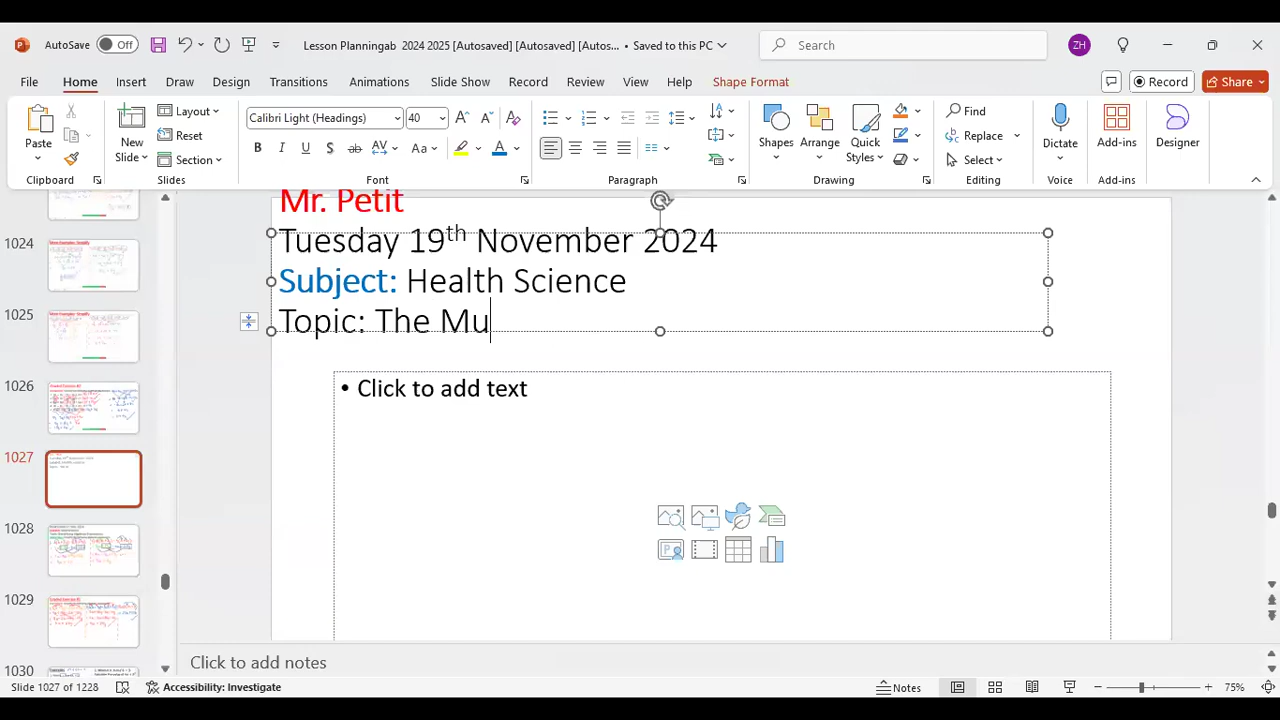 AutoSave Off Lesson Planningab 2024 2025 [Autosaved] [Autosaved] [Autos... • Saved to this PC Search ZH
File Home Insert Draw Design Transitions Animations Slide Show Record Review View Help Shape Format Record Share
Paste New Slide Layout Reset Section Calibri Light (Headings) 40 Shapes Arrange Quick Styles Find Replace Select Dictate Add-ins Designer
Clipboard Slides Font Paragraph Drawing Editing Voice Add-ins
Mr. Petit
Tuesday 19th November 2024
Subject: Health Science
Topic: The Mu
• Click to add text
1024
1025
1026
1027
1028
1029
1030
Click to add notes
Slide 1027 of 1228 Accessibility: Investigate Notes 75%